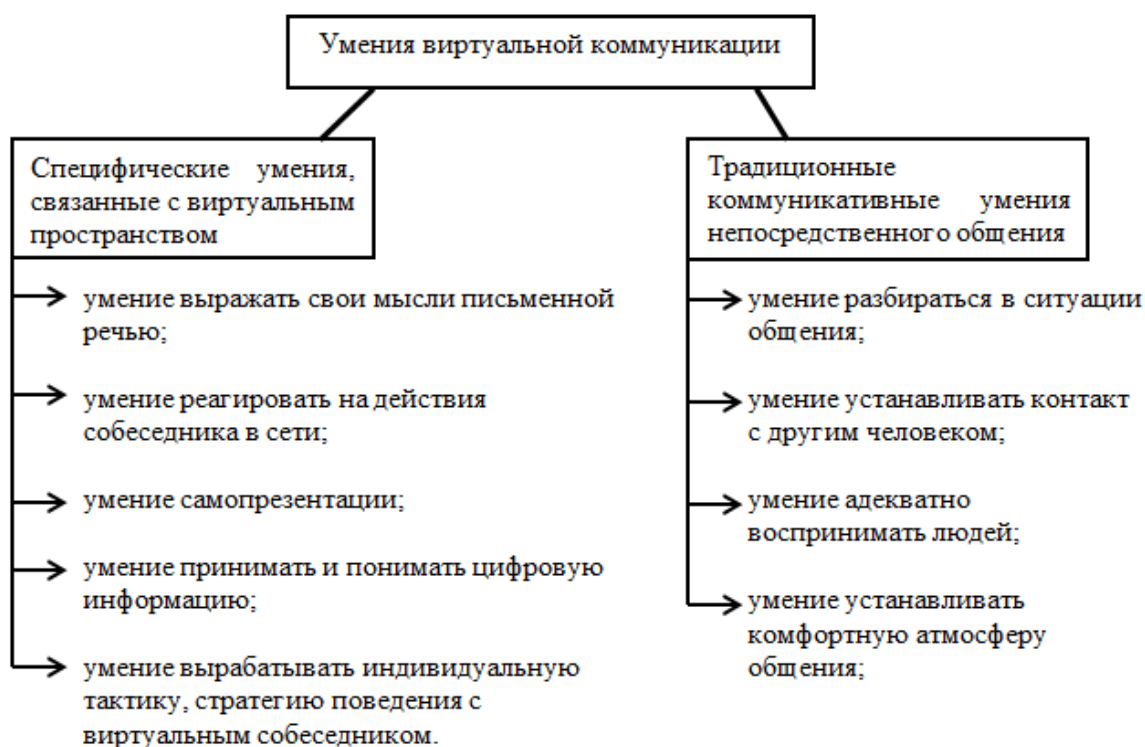 Умения виртуальной коммуникации
Специфические умения,
связанные с виртуальным
пространством
умение выражать свои мысли письменной
речью;
умение реагировать на действия
собеседника в сети;
умение самопрезентации;
умение принимать и понимать цифровую
информацию;
умение вырабатывать индивидуальную
тактику, стратегию поведения с
виртуальным собеседником.
Традиционные
коммуникативные умения
непосредственного общения
умение разбираться в ситуации
общения;
умение устанавливать контакт
с другим человеком;
умение адекватно
воспринимать людей;
умение устанавливать
комфортную атмосферу
общения;